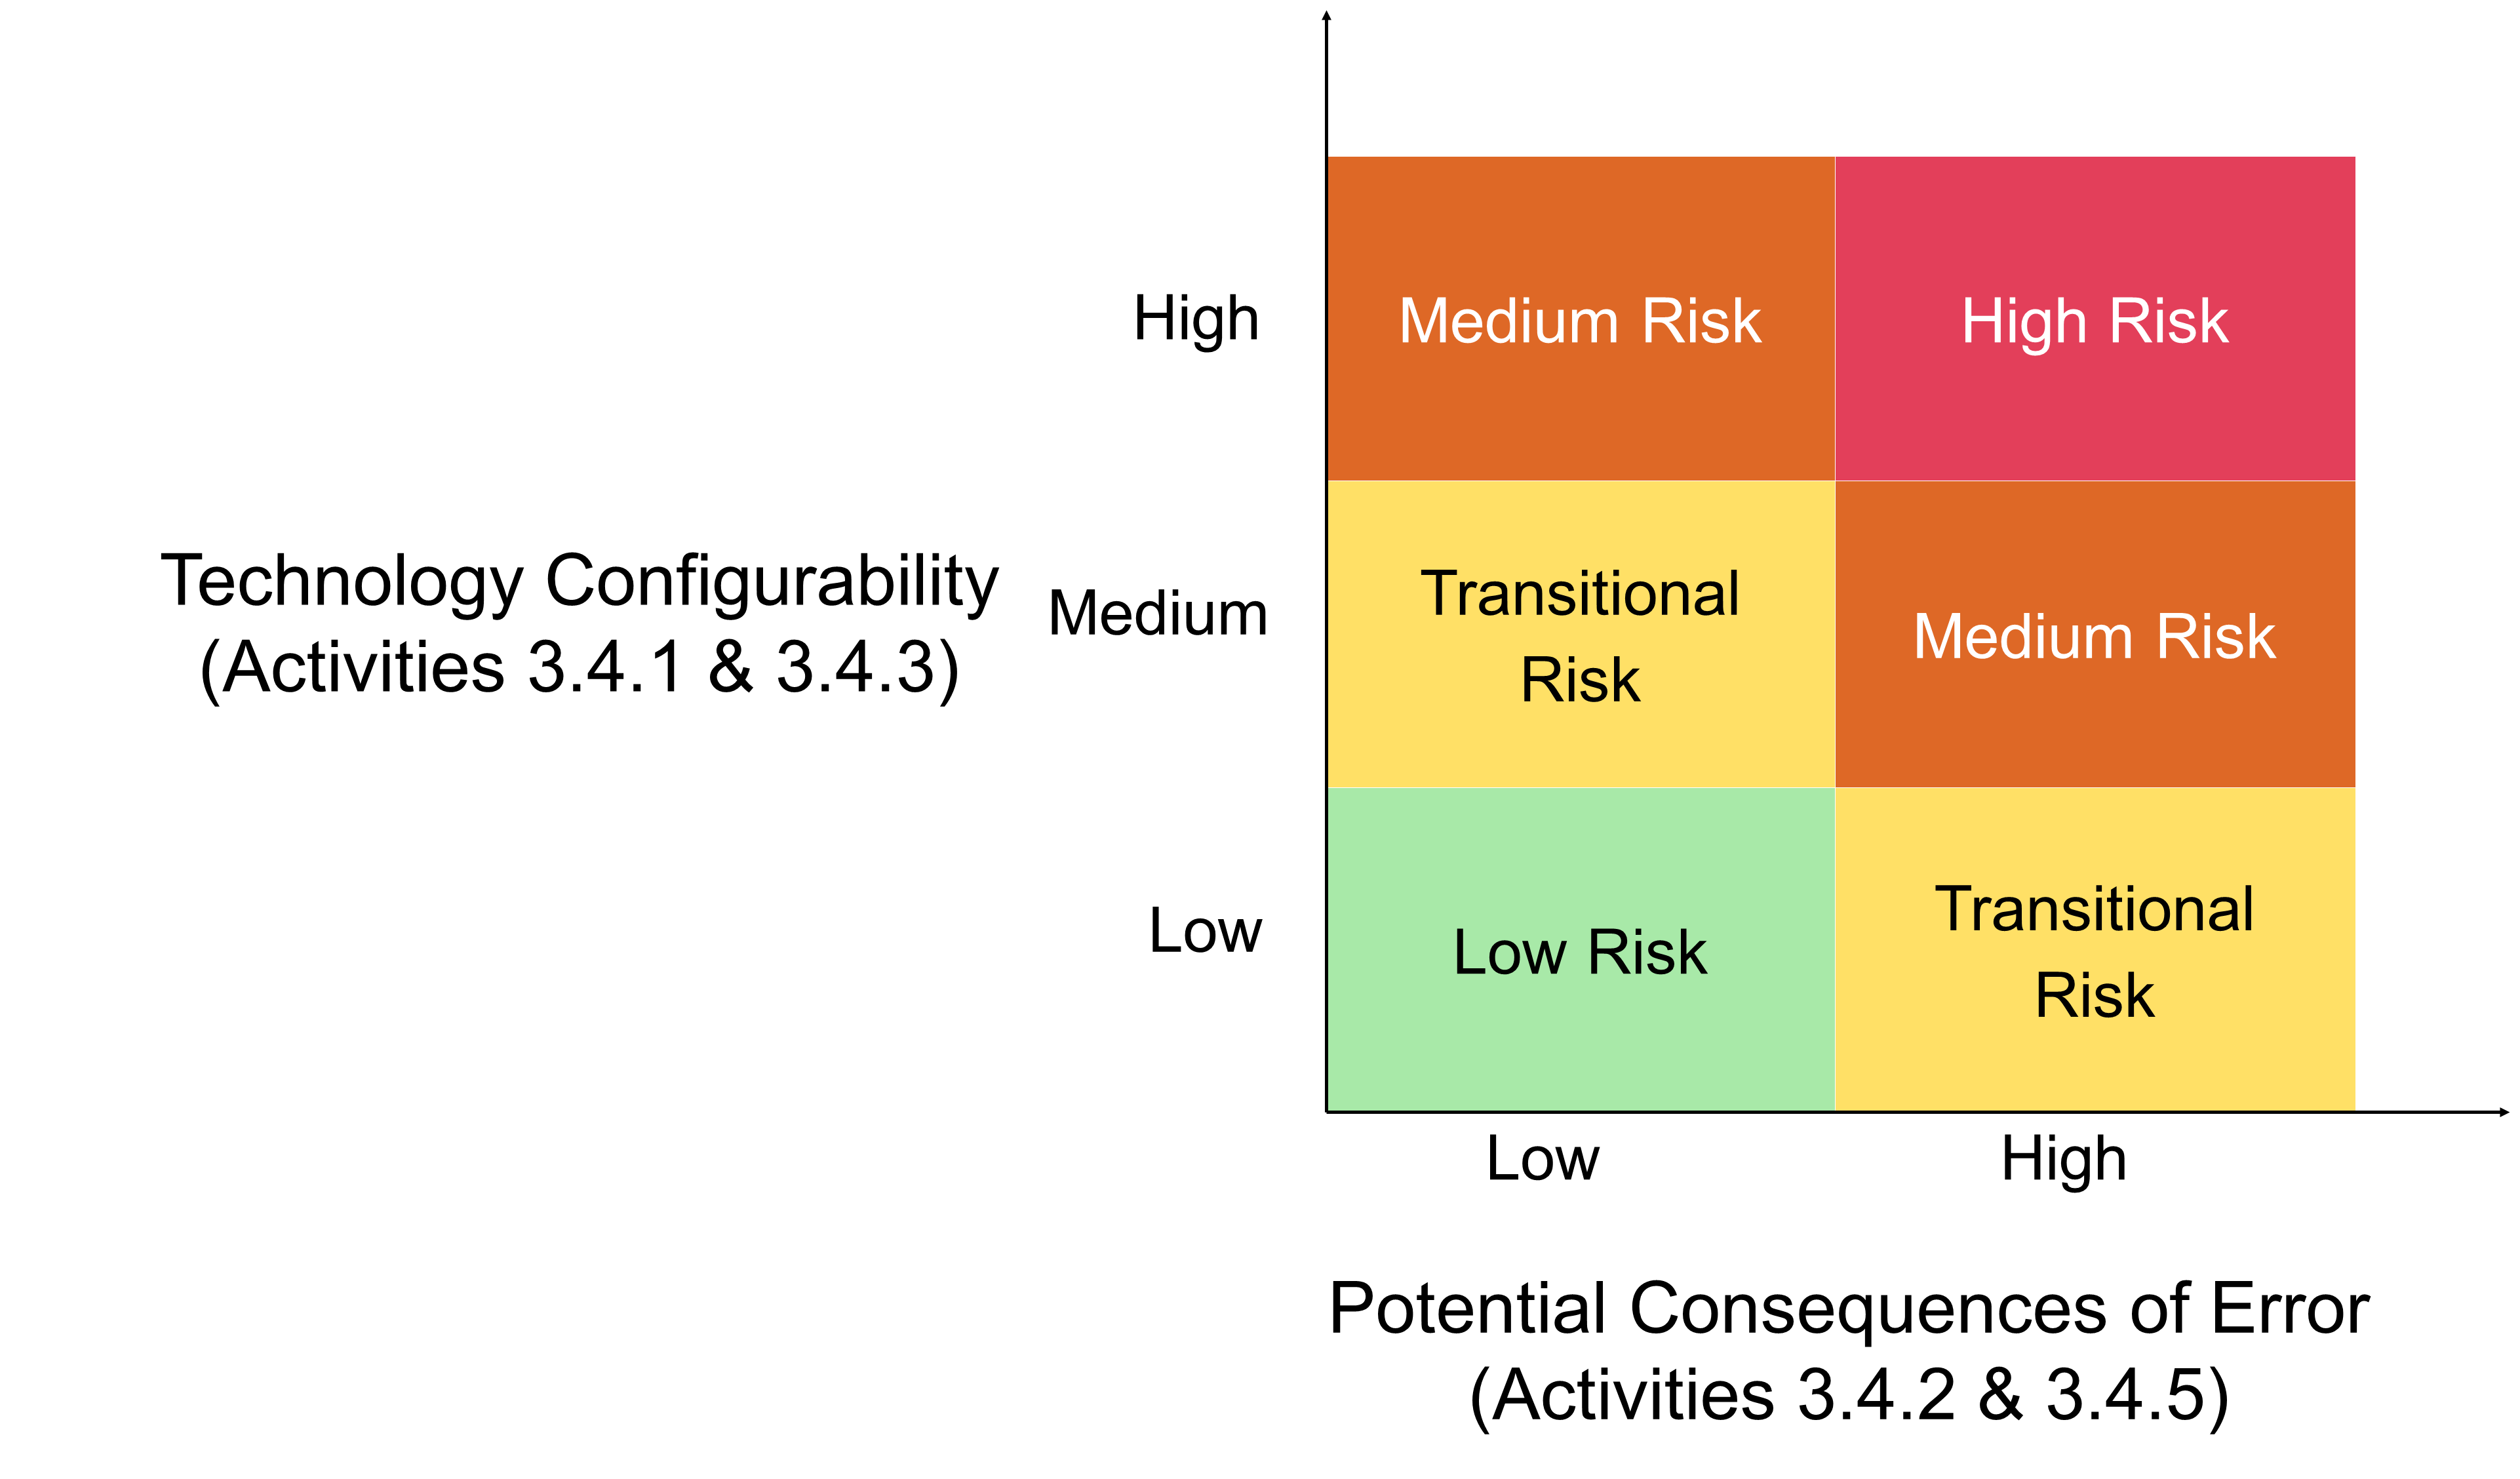 High
Medium Risk
High Risk
Technology Configurability
(Activities 3.4.1 & 3.4.3)
Medium
Transitional
Risk
Medium Risk
Low
Low Risk
Transitional
Risk
Low
High
Potential Consequences of Error
(Activities 3.4.2 & 3.4.5)